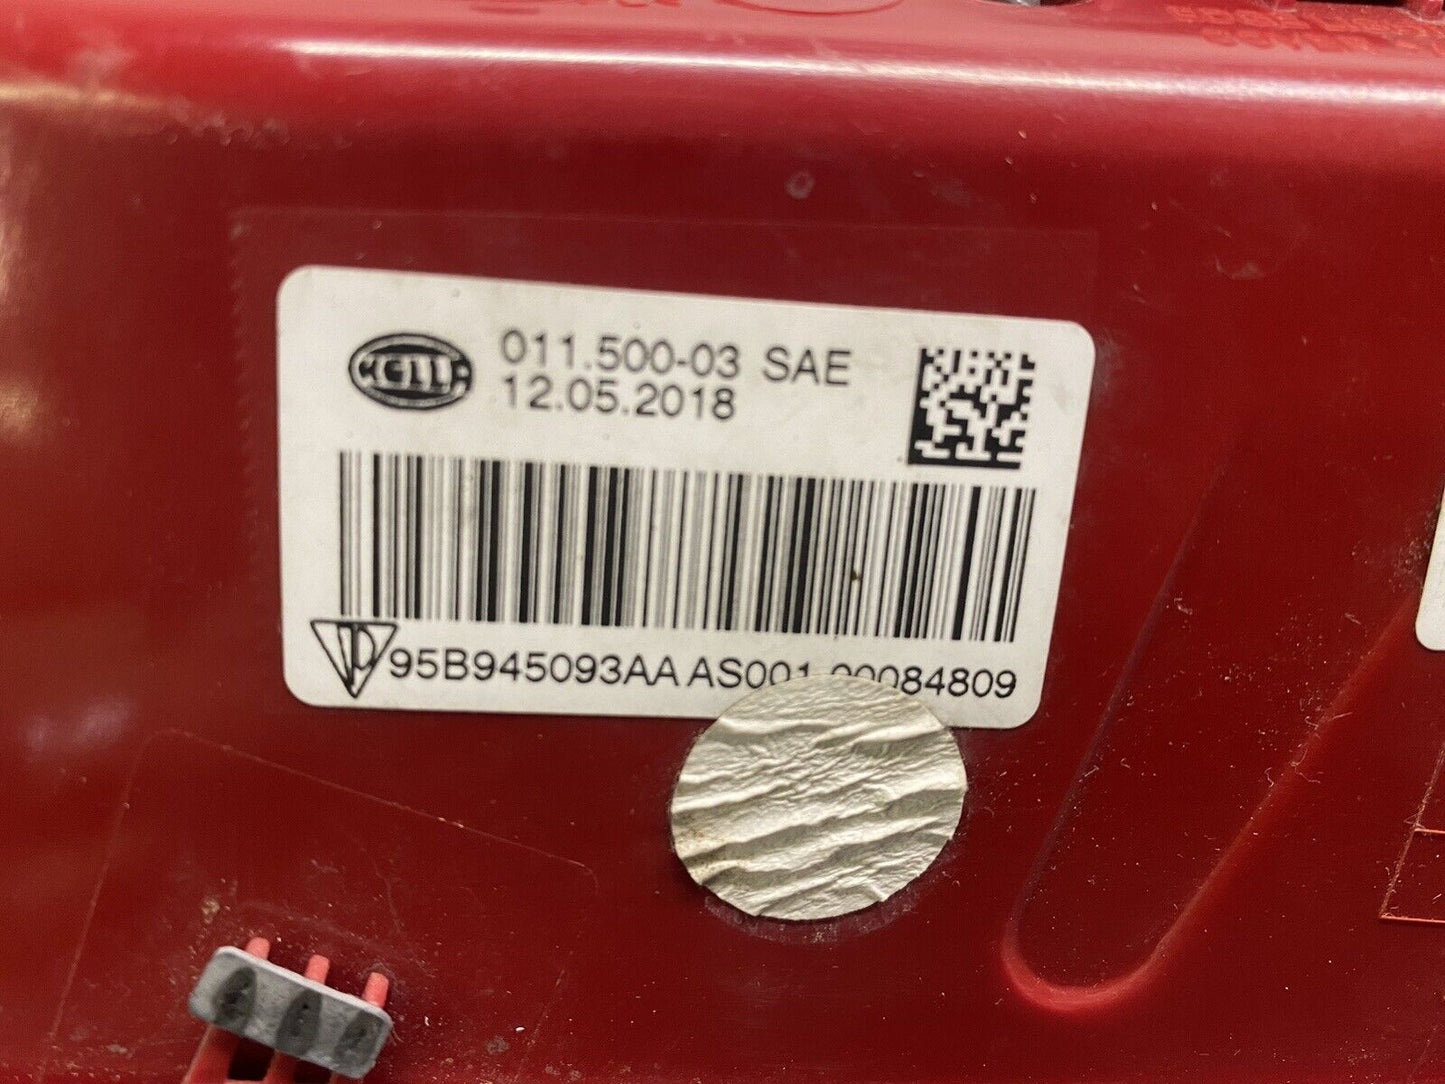 HELLA
011.500-03 SAE
12.05.2018
95B945093AA AS001 00084809